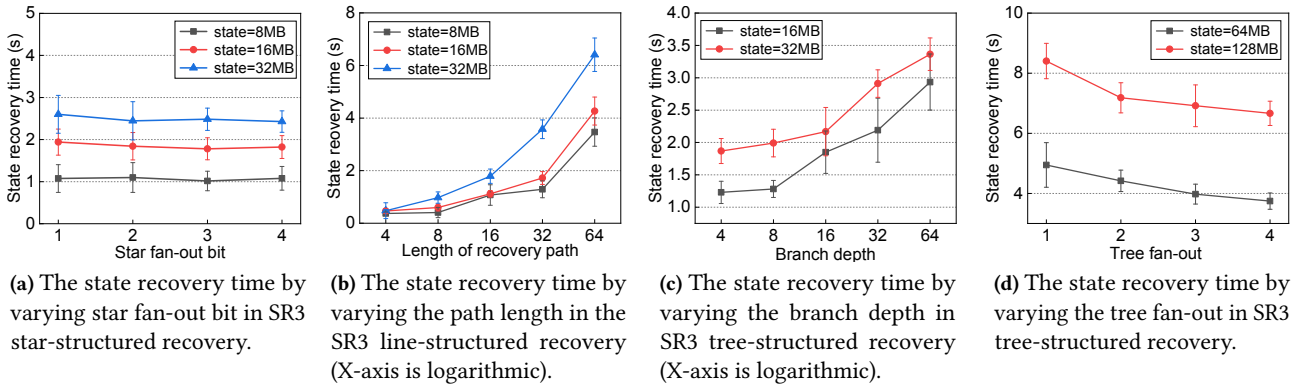 State recovery time (s)
5
4
3
2
1
0
state=8MB
state=16MB
state=32MB
1 2 3 4
Star fan-out bit
State recovery time (s)
8
6
4
2
0
state=8MB
state=16MB
state=32MB
4 8 16 32 64
Length of recovery path
State recovery time (s)
4.0
3.5
3.0
2.5
2.0
1.5
1.0
state=16MB
state=32MB
4 8 16 32 64
Branch depth
State recovery time (s)
10
8
6
4
state=64MB
state=128MB
1 2 3 4
Tree fan-out
(a) The state recovery time by
varying star fan-out bit in SR3
star-structured recovery.
(b) The state recovery time by
varying the path length in the
SR3 line-structured recovery
(X-axis is logarithmic).
(c) The state recovery time by
varying the branch depth in
SR3 tree-structured recovery
(X-axis is logarithmic).
(d) The state recovery time by
varying the tree fan-out in SR3
tree-structured recovery.